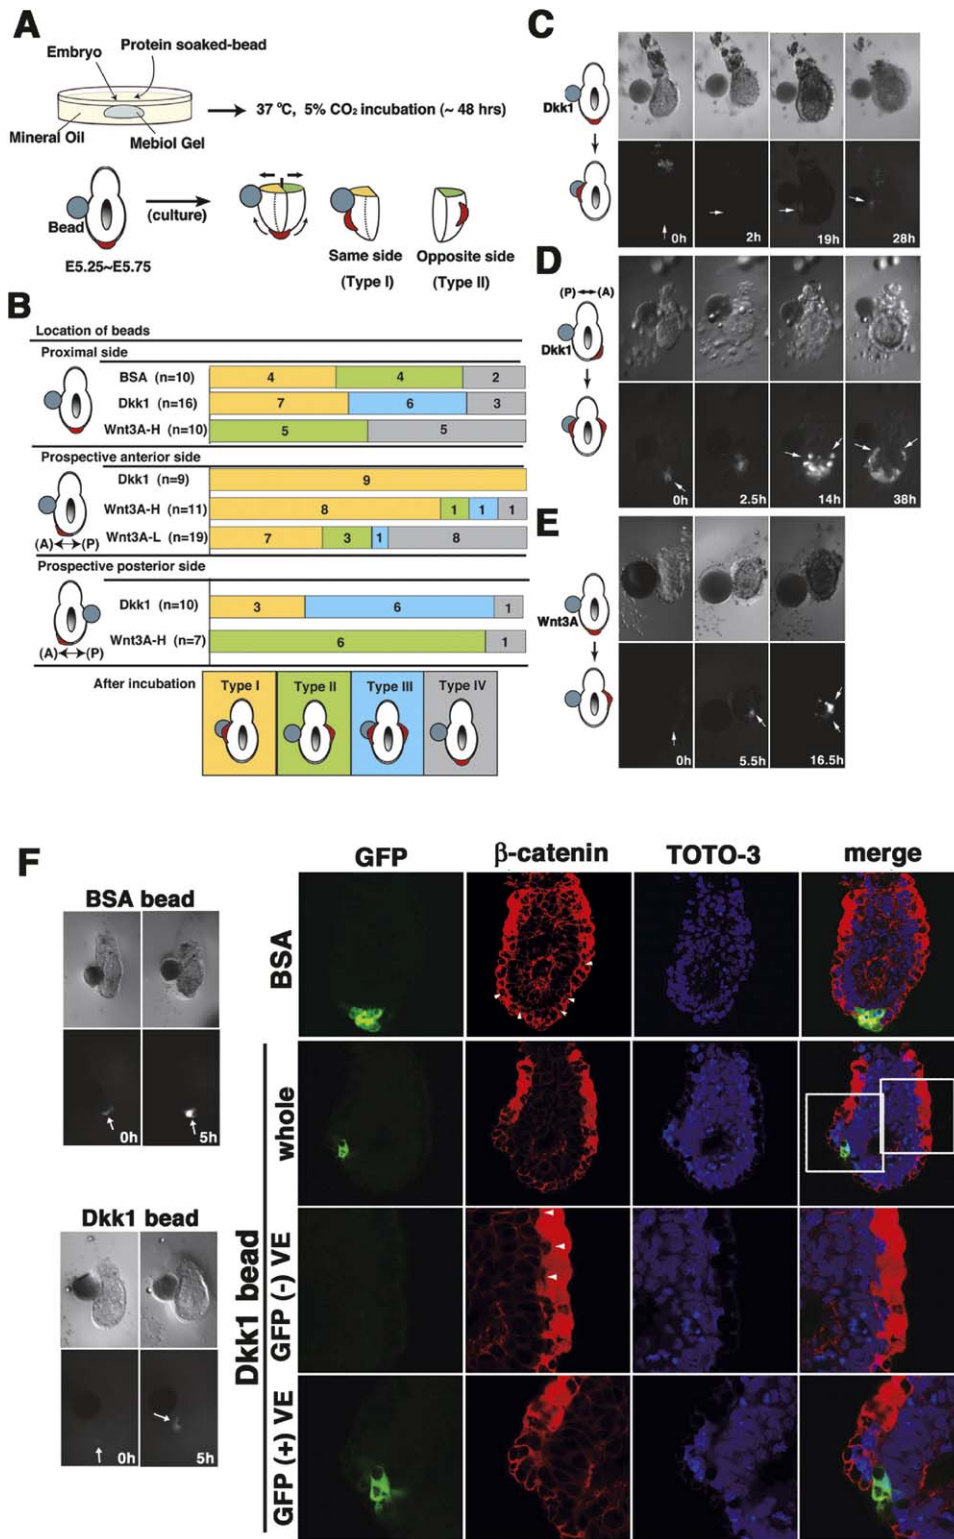 A
Embryo
Protein soaked-bead
Mineral Oil
Mebiol Gel
37 °C, 5% CO2 incubation (~ 48 hrs)
Bead
(culture)
E5.25~E5.75
Same side
(Type I)
Opposite side
(Type II)
B
Location of beads
Proximal side
BSA (n=10) 4 4 2
Dkk1 (n=16) 7 6 3
Wnt3A-H (n=10) 5 5
Prospective anterior side
Dkk1 (n=9) 9
Wnt3A-H (n=11) 8 1 1 1
Wnt3A-L (n=19) 7 3 1 8
(A) (P)
Prospective posterior side
Dkk1 (n=10) 3 6 1
Wnt3A-H (n=7) 6 1
(A) (P)
After incubation
Type I Type II Type III Type IV
C
Dkk1
0h 2h 19h 28h
D
(P) (A)
Dkk1
0h 2.5h 14h 38h
E
Wnt3A
0h 5.5h 16.5h
F
BSA bead
0h 5h
Dkk1 bead
0h 5h
GFP β-catenin TOTO-3 merge
BSA
Dkk1 bead
whole
GFP (-) VE
GFP (+) VE